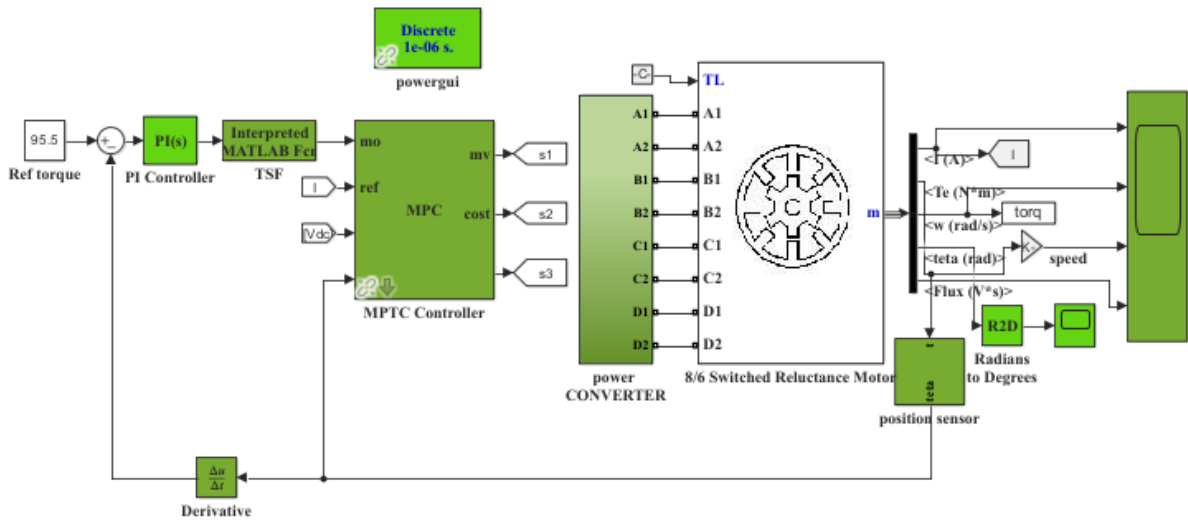 Discrete
1e-06 s.
powergui
95.5
Ref torque
PI(s)
PI Controller
Interpreted
MATLAB Fcn
TSF
mo
ref
MPC
mv
cost
MPTC Controller
I
[Vdc]
s1
s2
s3
-C-
A1
A2
B1
B2
C1
C2
D1
D2
power
CONVERTER
TL
A1
A2
B1
B2
C1
C2
D1
D2
C
m
8/6 Switched Reluctance Motor
<I (A)>
<Te (N*m)>
<w (rad/s)>
<teta (rad)>
<Flux (V*s)>
I
torq
K-
speed
R2D
Radians
to Degrees
t
teta
position sensor
Δu
Δt
Derivative